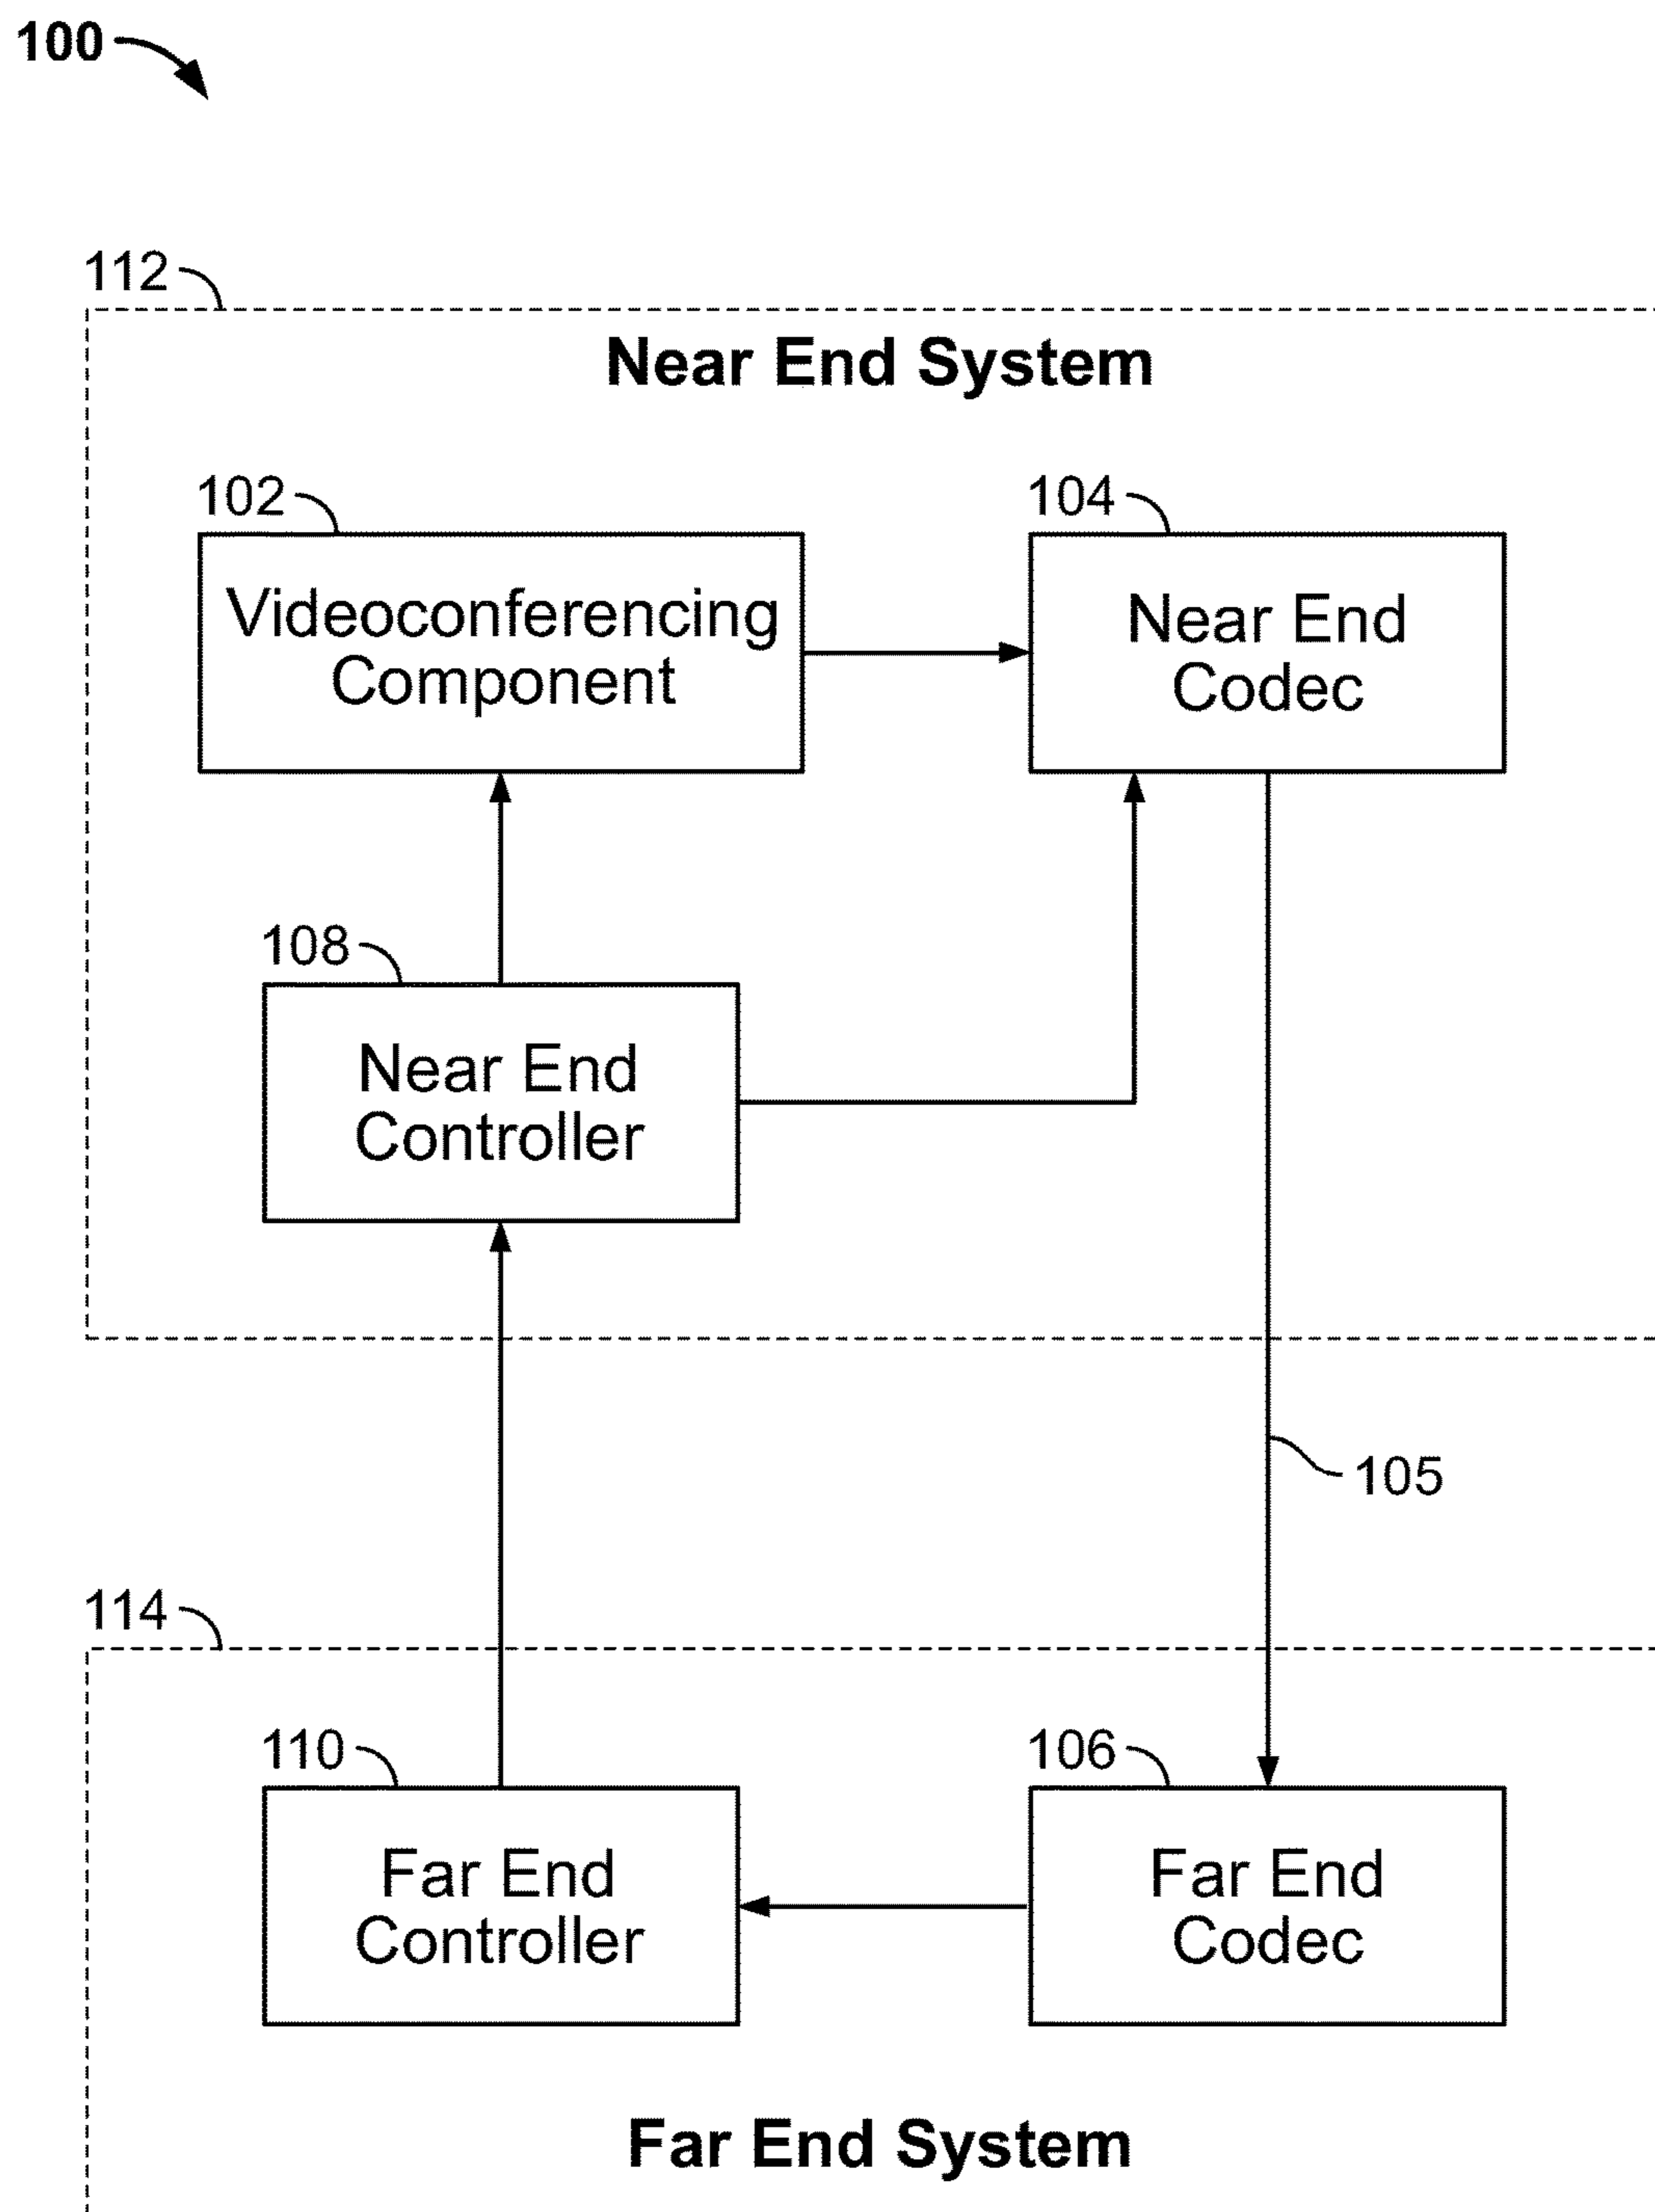 100
112
Near End System
102
104
Videoconferencing
Component
Near End
Codec
108
Near End
Controller
105
114
110
106
Far End
Controller
Far End
Codec
Far End System